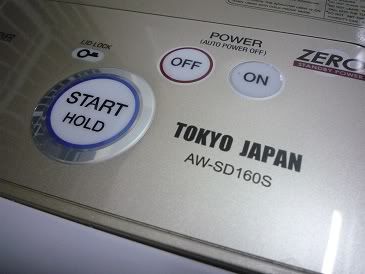 LID LOCK
POWER
(AUTO POWER OFF)
OFF
ON
ZERO
STANDBY POWER
START
HOLD
TOKYO JAPAN
AW-SD160S